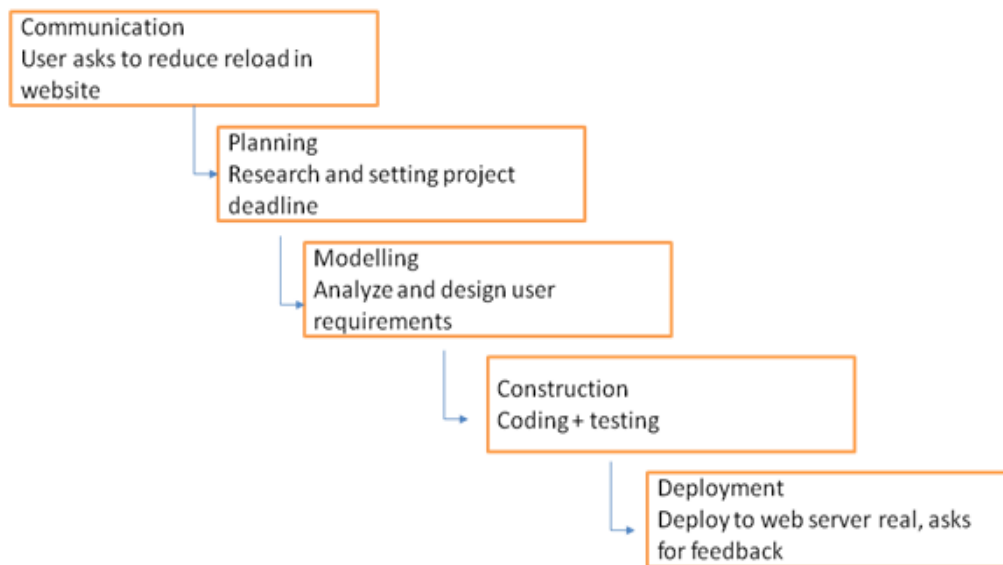 Communication
User asks to reduce reload in
website
Planning
Research and setting project
deadline
Modelling
Analyze and design user
requirements
Construction
Coding + testing
Deployment
Deploy to web server real, asks
for feedback